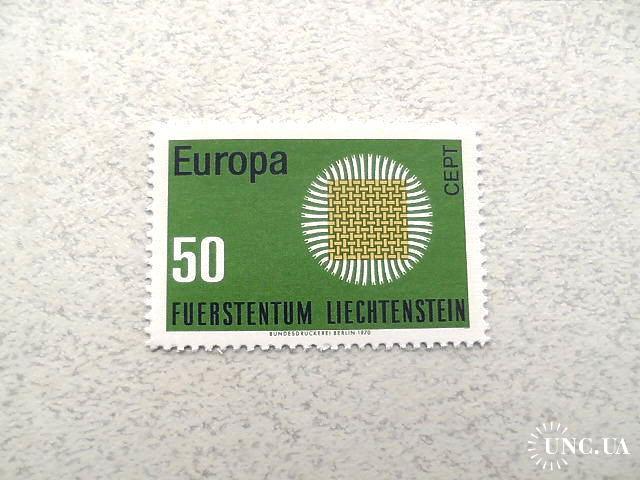 Europa
CEPT
50
FUERSTENTUM LIECHTENSTEIN
BUNDESDRUCKEREI BERLIN 1970
UNC.UA